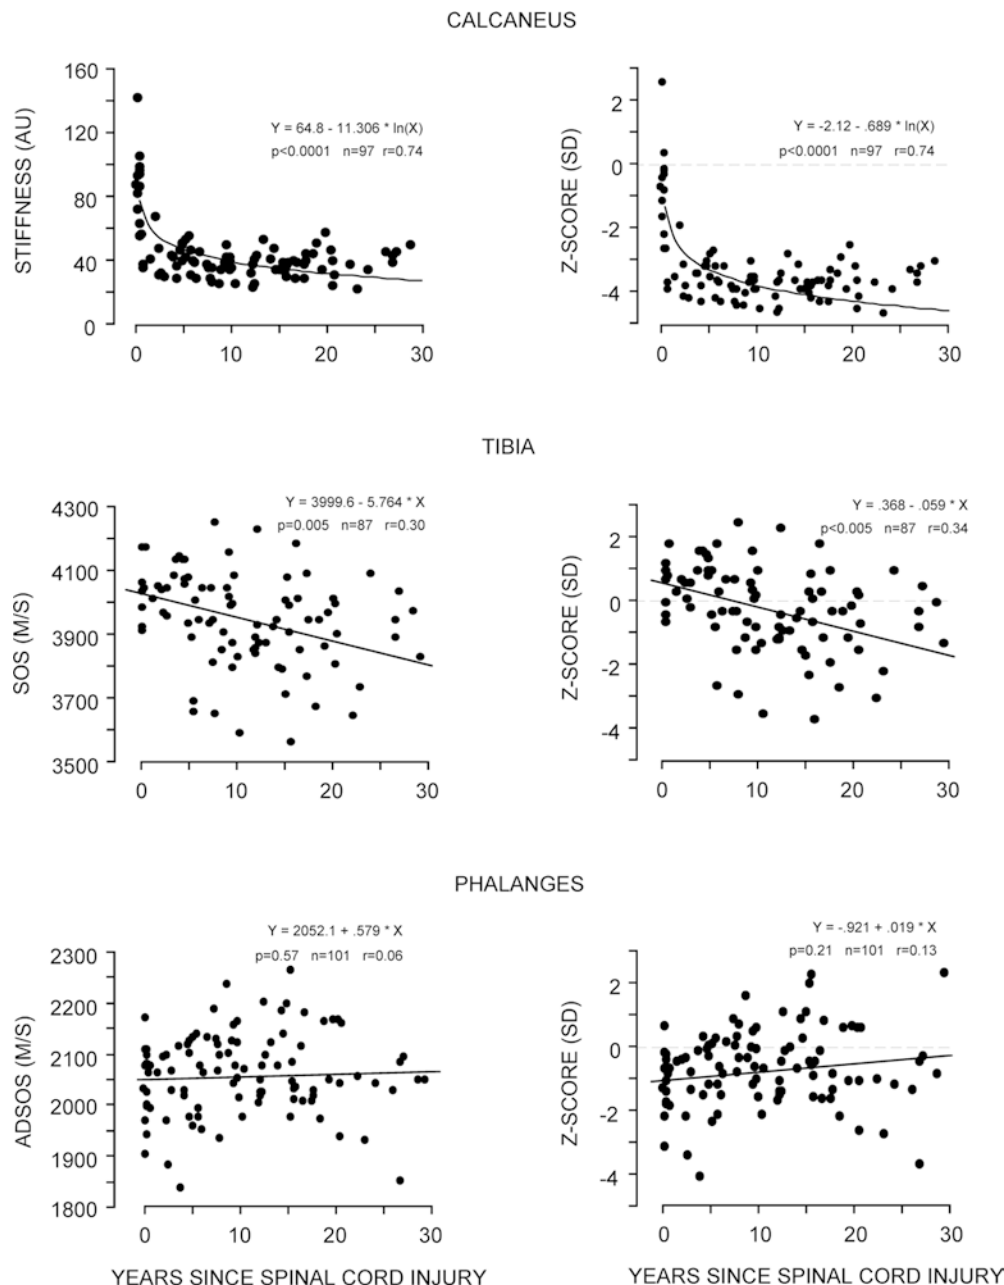 CALCANEUS
STIFFNESS (AU)
160
120
80
40
0
Y = 64.8 - 11.306 * ln(X)
p<0.0001 n=97 r=0.74
0 10 20 30
Z-SCORE (SD)
2
0
-2
-4
Y = -2.12 - .689 * ln(X)
p<0.0001 n=97 r=0.74
0 10 20 30
TIBIA
SOS (M/S)
4300
4100
3900
3700
3500
Y = 3999.6 - 5.764 * X
p=0.005 n=87 r=0.30
0 10 20 30
Z-SCORE (SD)
2
0
-2
-4
Y = .368 - .059 * X
p<0.005 n=87 r=0.34
0 10 20 30
PHALANGES
ADSOS (M/S)
2300
2200
2100
2000
1900
1800
Y = 2052.1 + .579 * X
p=0.57 n=101 r=0.06
0 10 20 30
YEARS SINCE SPINAL CORD INJURY
Z-SCORE (SD)
2
0
-2
-4
Y = -.921 + .019 * X
p=0.21 n=101 r=0.13
0 10 20 30
YEARS SINCE SPINAL CORD INJURY